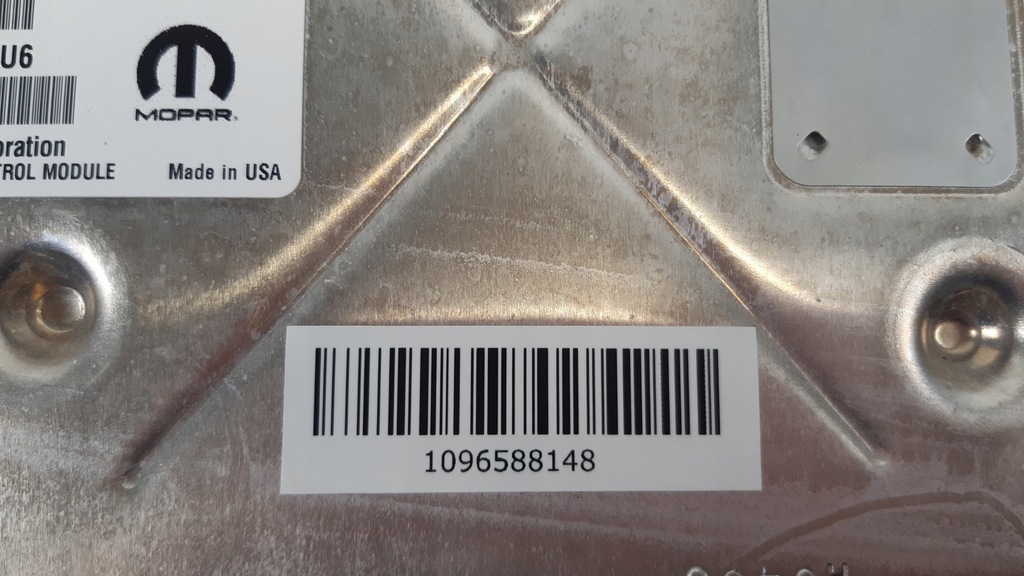 U6
MOPAR
oration
TROL MODULE
Made in USA
1096588148